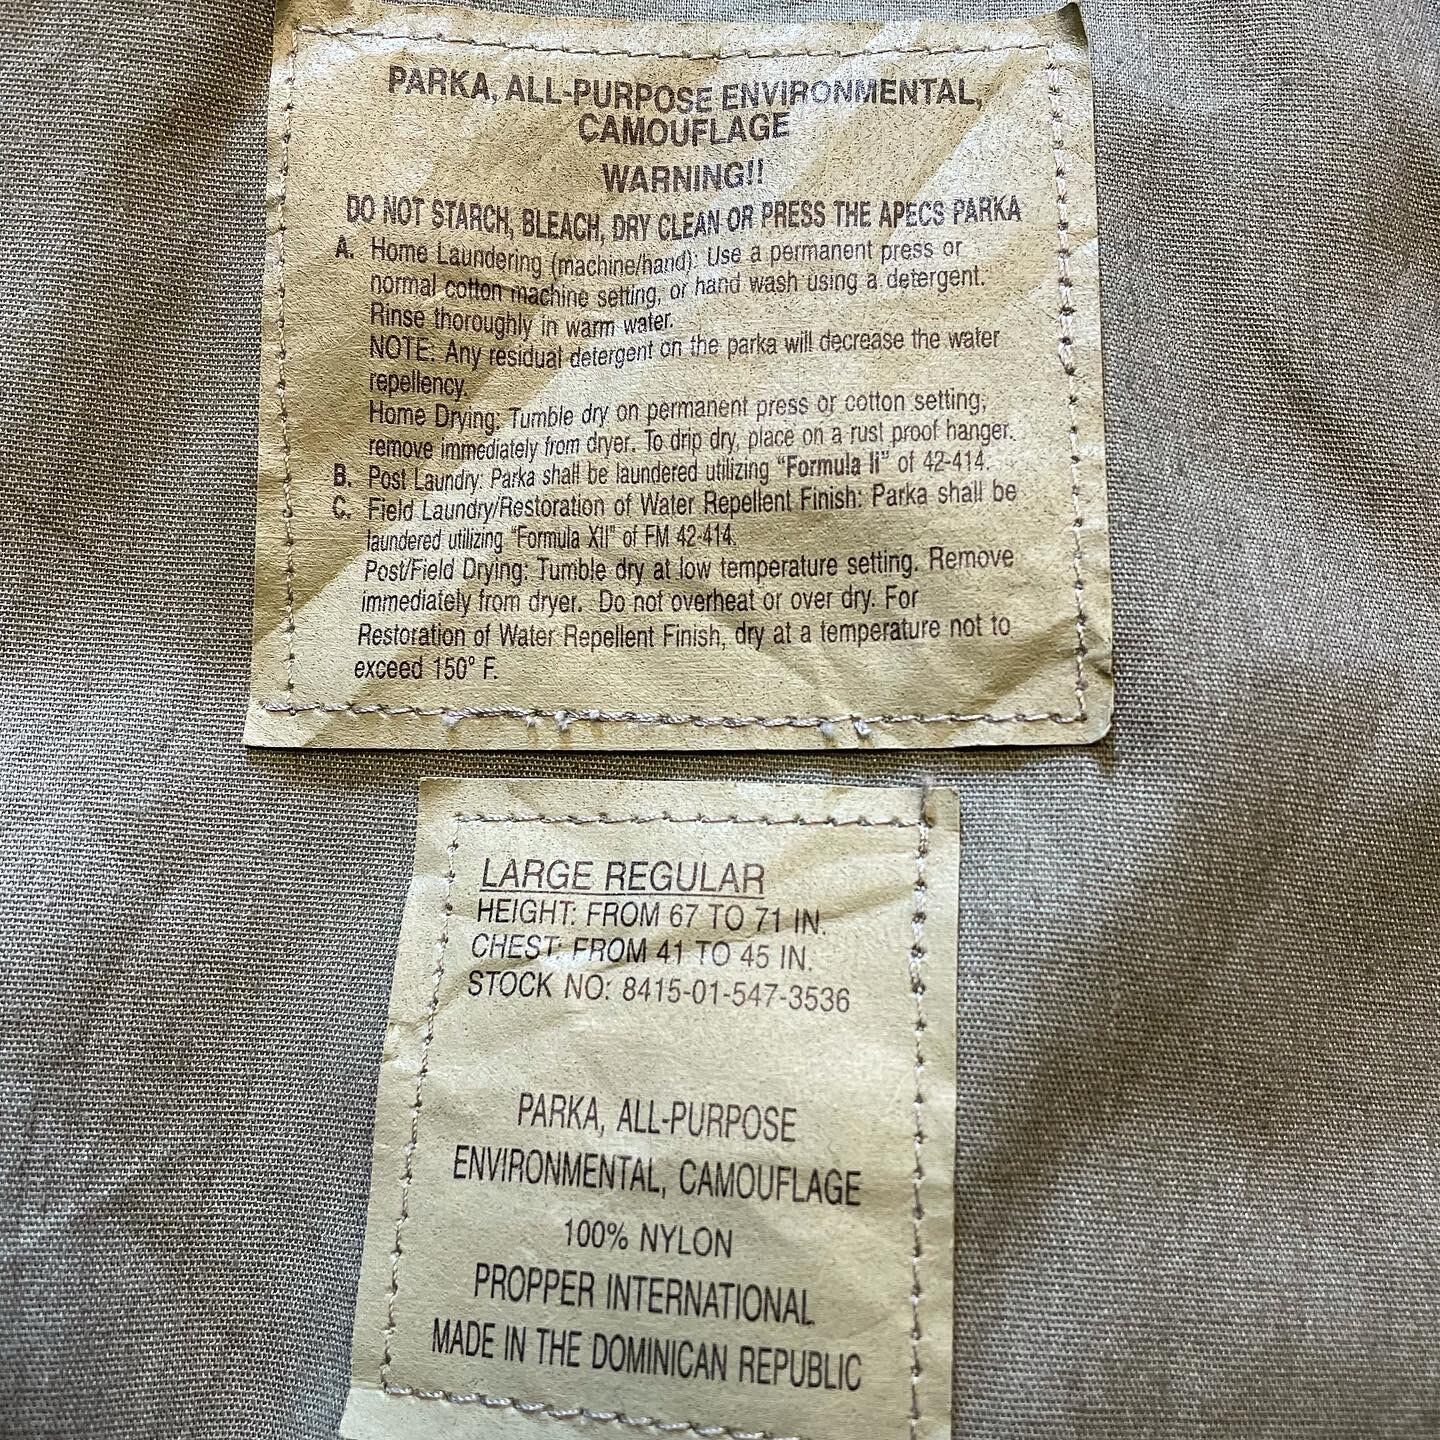 PARKA, ALL-PURPOSE ENVIRONMENTAL,
CAMOUFLAGE
WARNING!!
DO NOT STARCH, BLEACH, DRY CLEAN OR PRESS THE APECS PARKA
A. Home Laundering (machine/hand): Use a permanent press or
normal cotton machine setting, or hand wash using a detergent.
Rinse thoroughly in warm water.
NOTE: Any residual detergent on the parka will decrease the water
repellency.
Home Drying: Tumble dry on permanent press or cotton setting,
remove immediately from dryer. To drip dry, place on a rust proof hanger.
B. Post Laundry: Parka shall be laundered utilizing "Formula Ii" of 42-414.
C. Field Laundry/Restoration of Water Repellent Finish: Parka shall be
laundered utilizing "Formula XII" of FM 42-414.
Post/Field Drying: Tumble dry at low temperature setting. Remove
immediately from dryer. Do not overheat or over dry. For
Restoration of Water Repellent Finish, dry at a temperature not to
exceed 150° F.
LARGE REGULAR
HEIGHT: FROM 67 TO 71 IN.
CHEST: FROM 41 TO 45 IN.
STOCK NO: 8415-01-547-3536
PARKA, ALL-PURPOSE
ENVIRONMENTAL, CAMOUFLAGE
100% NYLON
PROPPER INTERNATIONAL
MADE IN THE DOMINICAN REPUBLIC